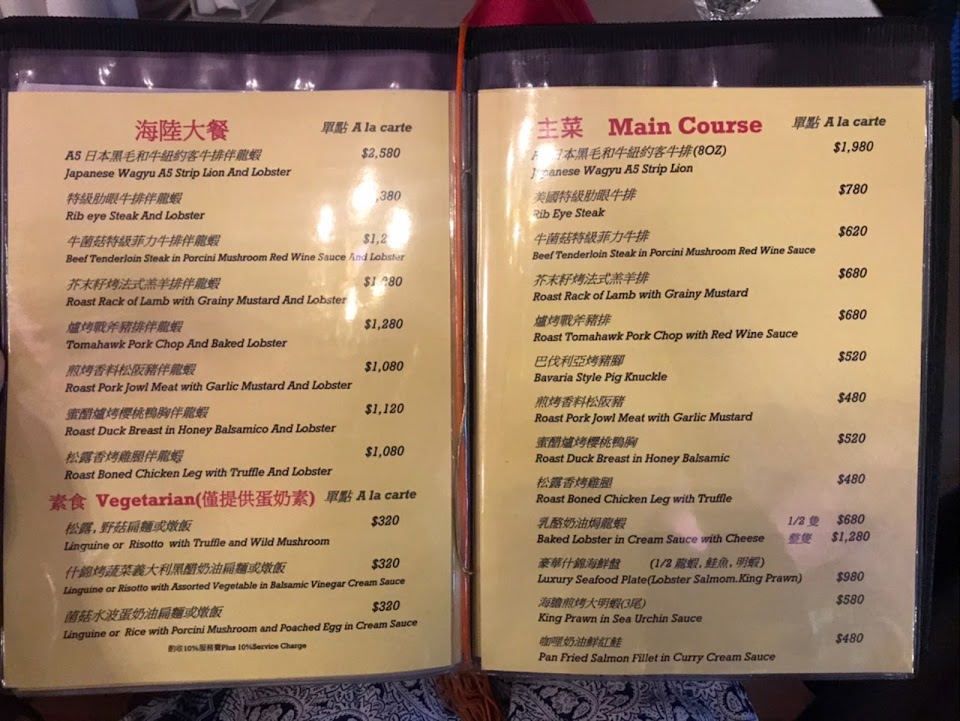 海陸大餐 單點 A la carte
A5 日本黑毛和牛紐約客牛排伴龍蝦 $2,580
Japanese Wagyu A5 Strip Lion And Lobster
特級肋眼牛排伴龍蝦
Rib eye Steak And Lobster
牛菌菇特級菲力牛排伴龍蝦
Beef Tenderloin Steak in Porcini Mushroom Red Wine Sauce And Lobster
芥末籽烤法式羔羊排伴龍蝦
Roast Rack of Lamb with Grainy Mustard And Lobster
爐烤戰斧豬排伴龍蝦 $1,280
Tomahawk Pork Chop And Baked Lobster
煎烤香料松阪豬伴龍蝦 $1,080
Roast Pork Jowl Meat with Garlic Mustard And Lobster
蜜醋爐烤櫻桃鴨胸伴龍蝦 $1,120
Roast Duck Breast in Honey Balsamico And Lobster
松露香烤雞腿伴龍蝦 $1,080
Roast Boned Chicken Leg with Truffle And Lobster
素食 Vegetarian(僅提供蛋奶素) 單點 A la carte
松露,野菇扁麵或燉飯 $320
Linguine or Risotto with Truffle and Wild Mushroom
什錦烤蔬菜義大利黑醋奶油扁麵或燉飯 $320
Linguine or Risotto with Assorted Vegetable in Balsamic Vinegar Cream Sauce
菌菇水波蛋奶油扁麵或燉飯 $320
Linguine or Rice with Porcini Mushroom and Poached Egg in Cream Sauce
酌收10%服務費Plus 10%Service Charge
主菜 Main Course 單點 A la carte
日本黑毛和牛紐約客牛排(8OZ) $1,980
Japanese Wagyu A5 Strip Lion
美國特級肋眼牛排 $780
Rib Eye Steak
牛菌菇特級菲力牛排 $620
Beef Tenderloin Steak in Porcini Mushroom Red Wine Sauce
芥末籽烤法式羔羊排 $680
Roast Rack of Lamb with Grainy Mustard
爐烤戰斧豬排 $680
Roast Tomahawk Pork Chop with Red Wine Sauce
巴伐利亞烤豬腳 $520
Bavaria Style Pig Knuckle
煎烤香料松阪豬 $480
Roast Pork Jowl Meat with Garlic Mustard
蜜醋爐烤櫻桃鴨胸 $520
Roast Duck Breast in Honey Balsamic
松露香烤雞腿 $480
Roast Boned Chicken Leg with Truffle
乳酪奶油焗龍蝦 1/2 隻 $680
Baked Lobster in Cream Sauce with Cheese 整隻 $1,280
豪華什錦海鮮盤 (1/2 龍蝦,鮭魚,明蝦)
Luxury Seafood Plate(Lobster Salmom.King Prawn) $980
海膽煎烤大明蝦(3尾) $580
King Prawn in Sea Urchin Sauce
咖哩奶油鮮紅鮭 $480
Pan Fried Salmon Fillet in Curry Cream Sauce